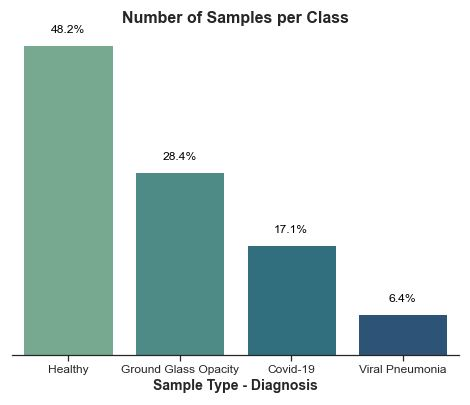 Number of Samples per Class
48.2%
28.4%
17.1%
6.4%
Healthy
Ground Glass Opacity
Covid-19
Viral Pneumonia
Sample Type - Diagnosis